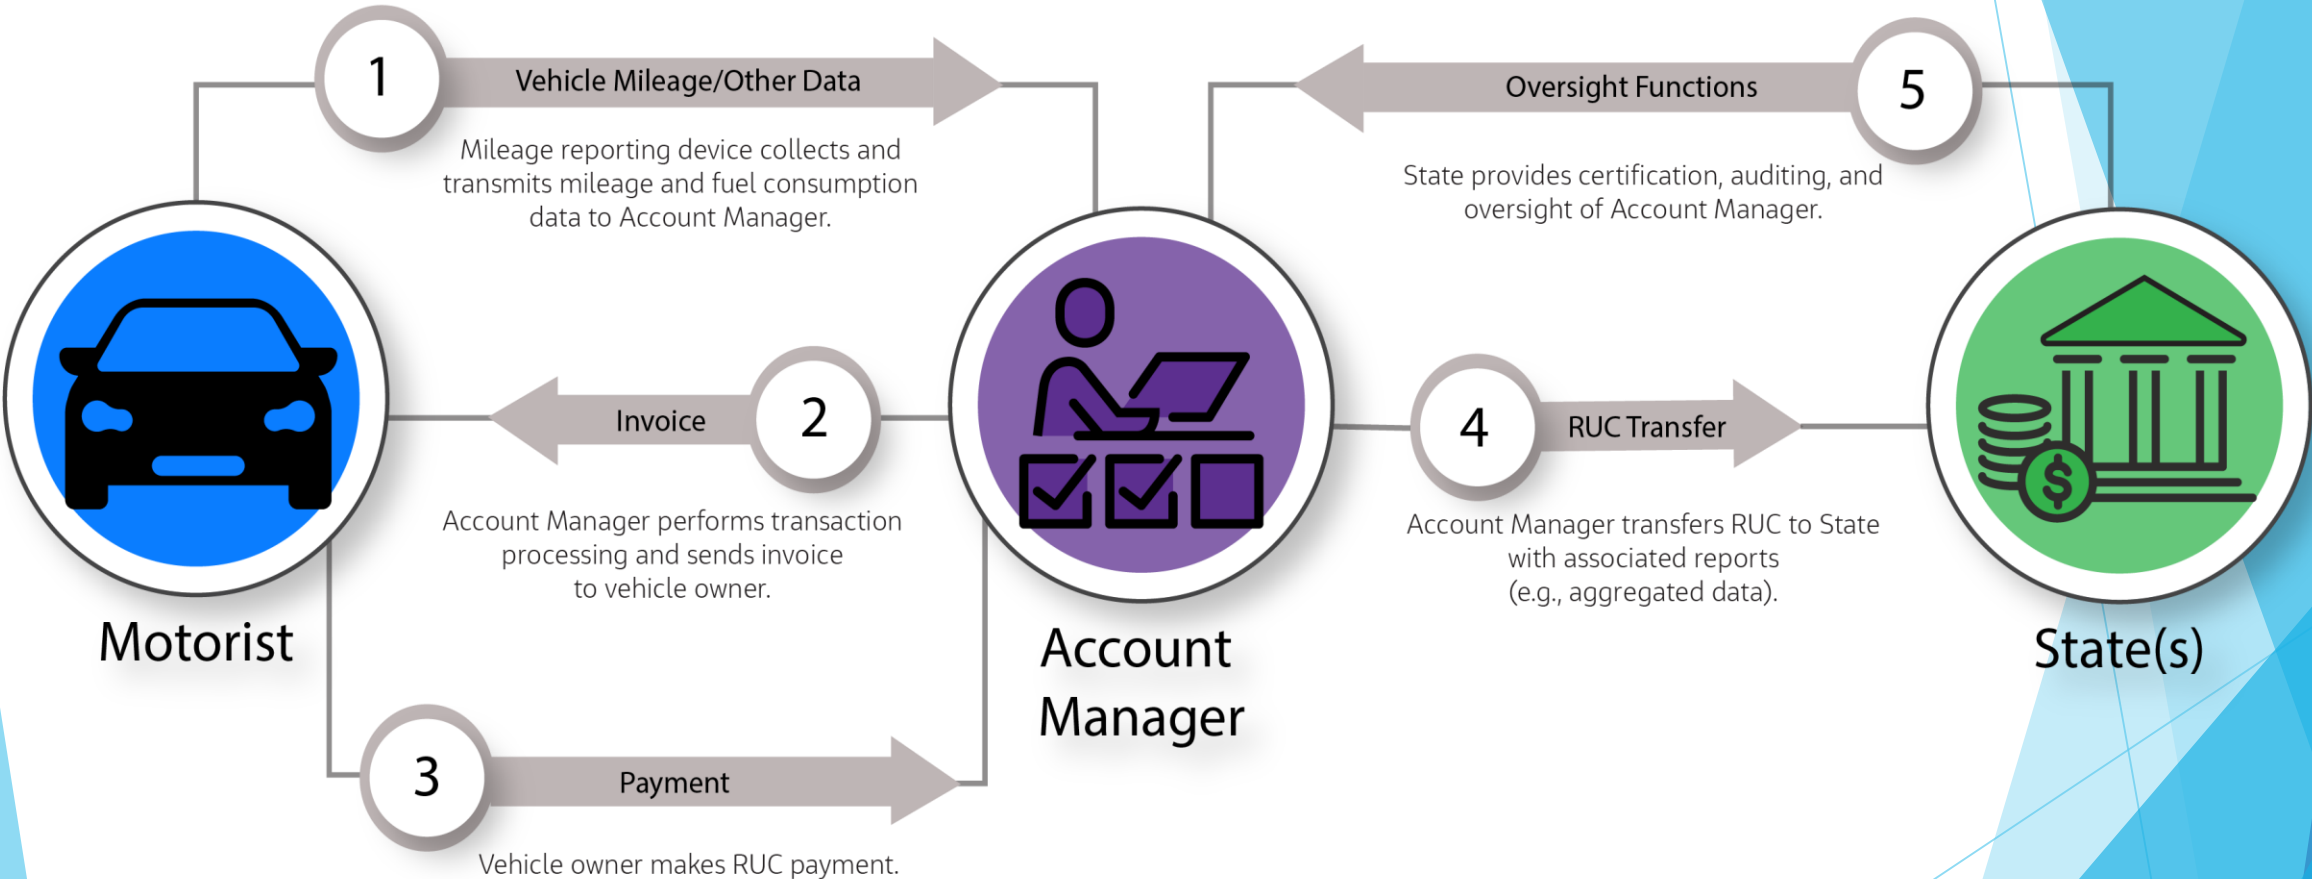 1
Vehicle Mileage/Other Data
Mileage reporting device collects and
transmits mileage and fuel consumption
data to Account Manager.
Oversight Functions
5
State provides certification, auditing, and
oversight of Account Manager.
Invoice
2
Account Manager performs transaction
processing and sends invoice
to vehicle owner.
4
RUC Transfer
Account Manager transfers RUC to State
with associated reports
(e.g., aggregated data).
$
Motorist
Account
Manager
State(s)
3
Payment
Vehicle owner makes RUC payment.